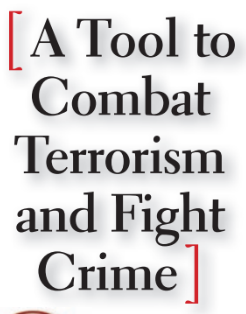 [ A Tool to
Combat
Terrorism
and Fight
Crime ]